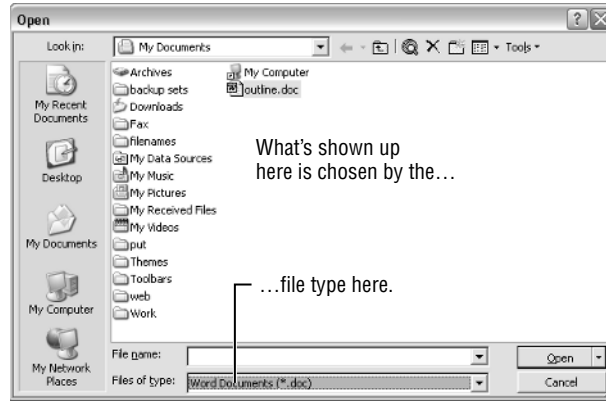 Open
Look in:
My Documents
Tools
My Recent
Documents
Desktop
My Documents
My Computer
My Network
Places
Archives
backup sets
Downloads
Fax
filenames
My Data Sources
My Music
My Pictures
My Received Files
My Videos
put
Themes
Toolbars
web
Work
My Computer
outline.doc
What's shown up
here is chosen by the…
…file type here.
File name:
Open
Files of type:
Word Documents (*.doc)
Cancel